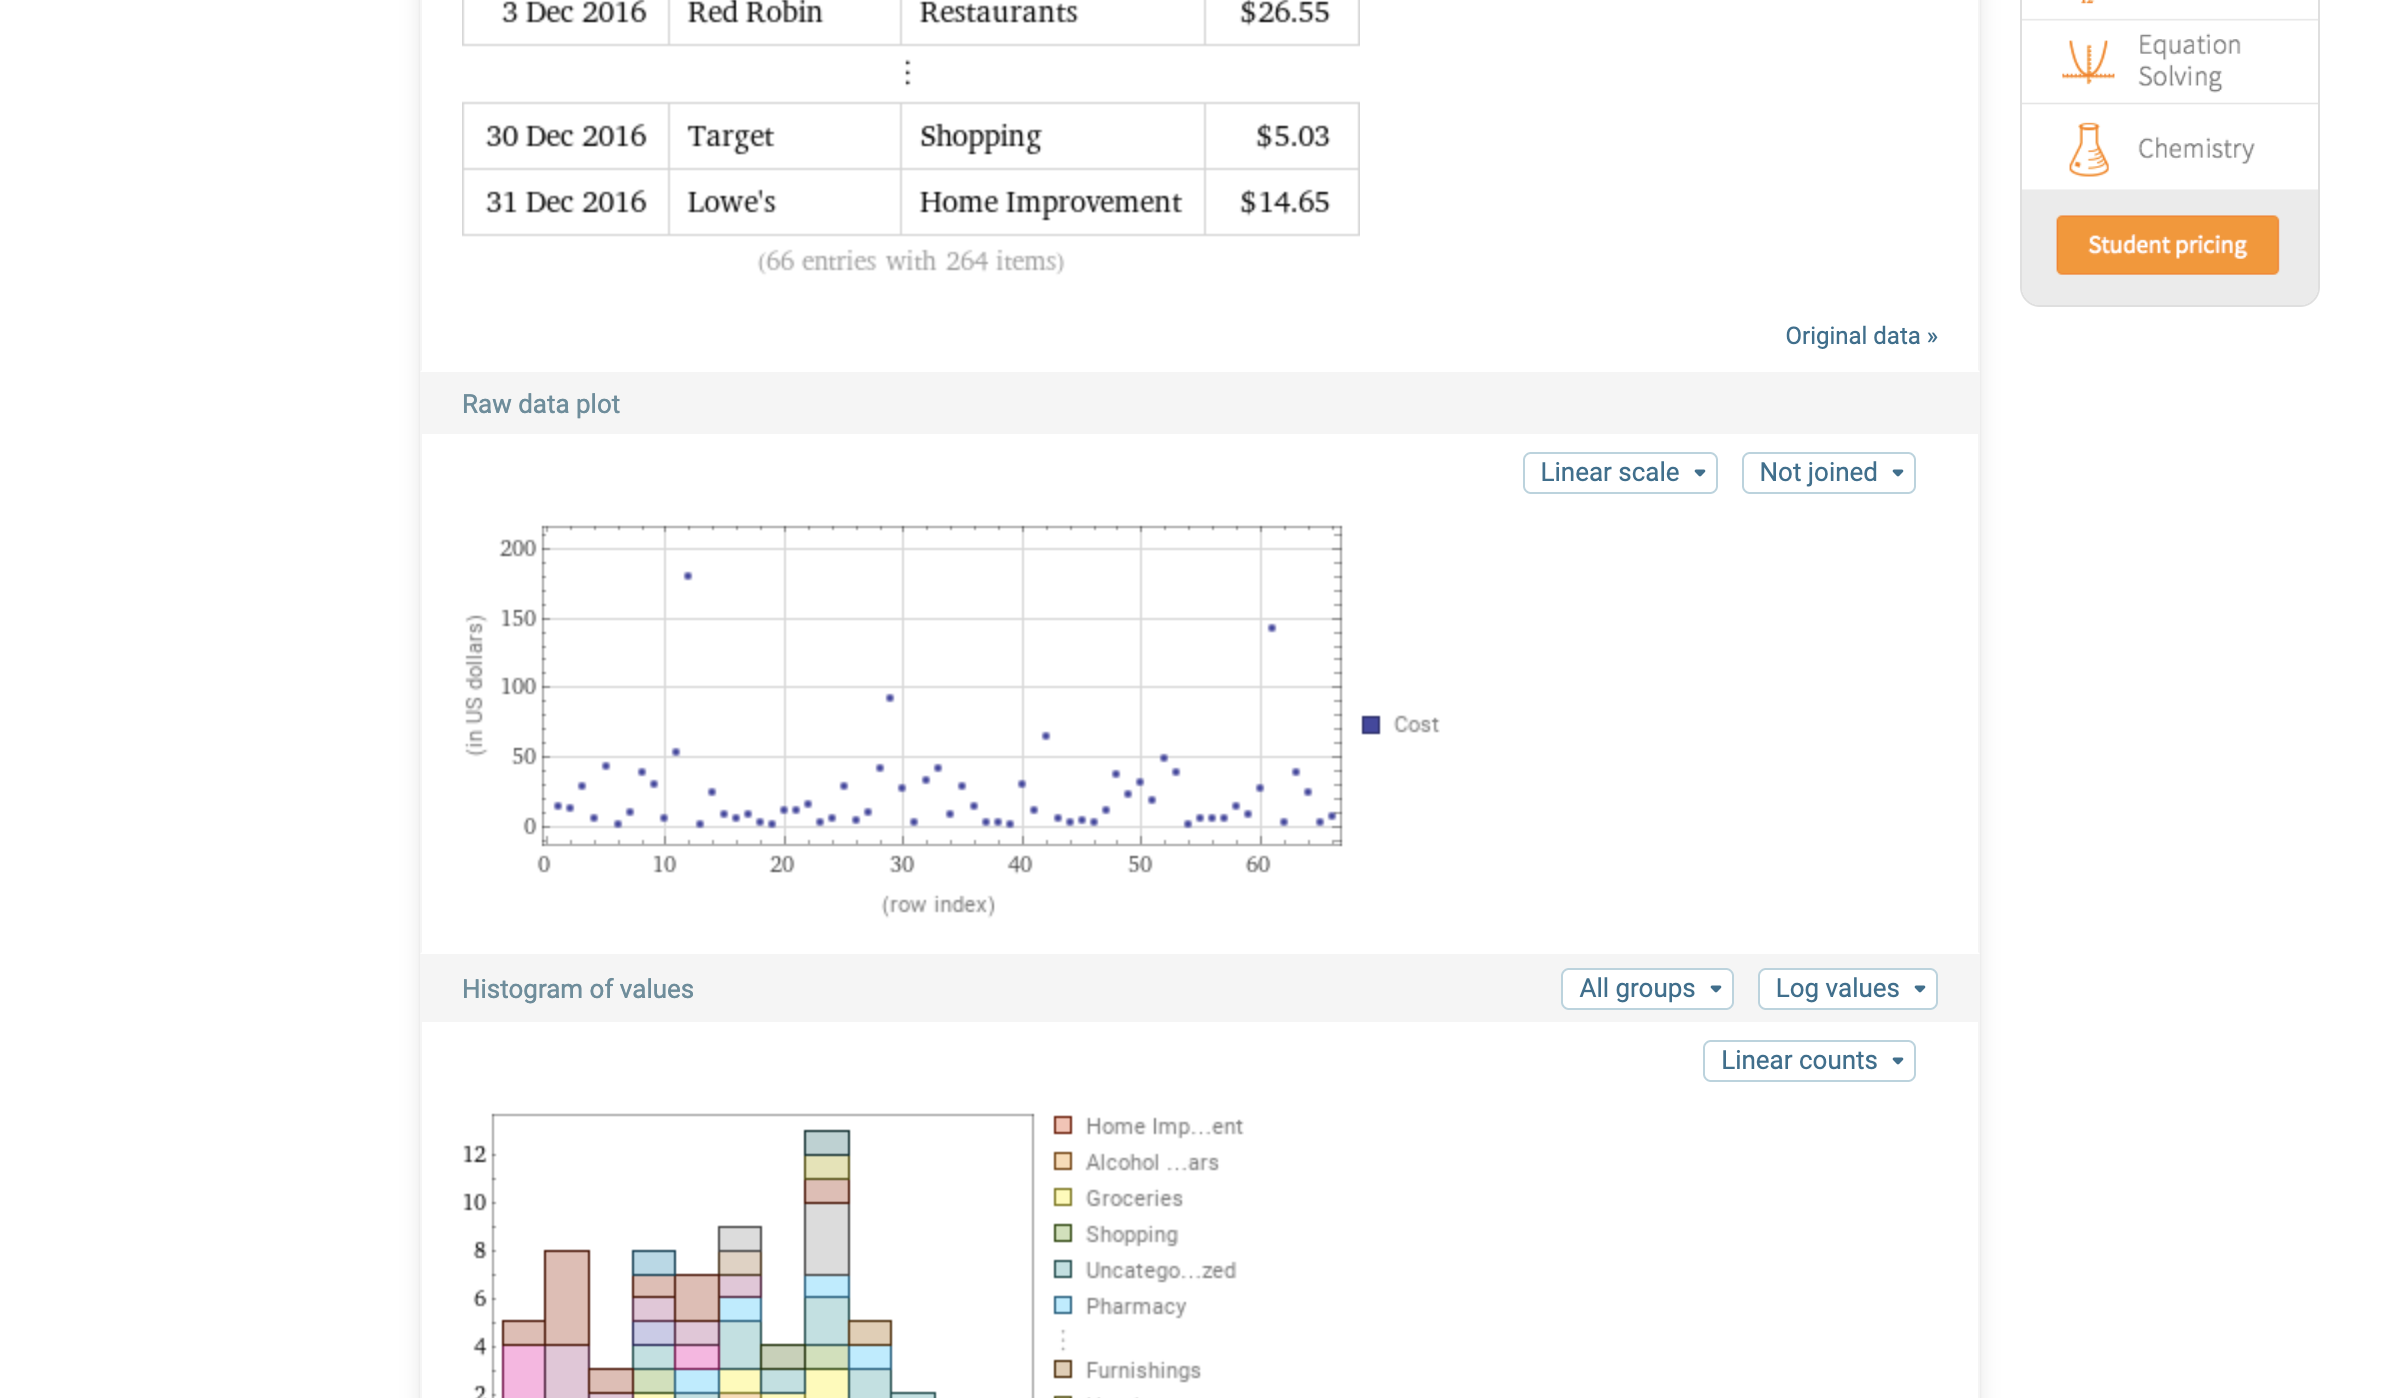 3 Dec 2016 Red Robin Restaurants $26.55
⋮
30 Dec 2016 Target Shopping $5.03
31 Dec 2016 Lowe's Home Improvement $14.65
(66 entries with 264 items)
Original data »
Equation
Solving
Chemistry
Student pricing
Raw data plot
Linear scale
Not joined
200
150
100
50
0
(in US dollars)
0 10 20 30 40 50 60
(row index)
Cost
Histogram of values
All groups
Log values
Linear counts
12
10
8
6
4
2
Home Imp...ent
Alcohol ...ars
Groceries
Shopping
Uncatego...zed
Pharmacy
⋮
Furnishings